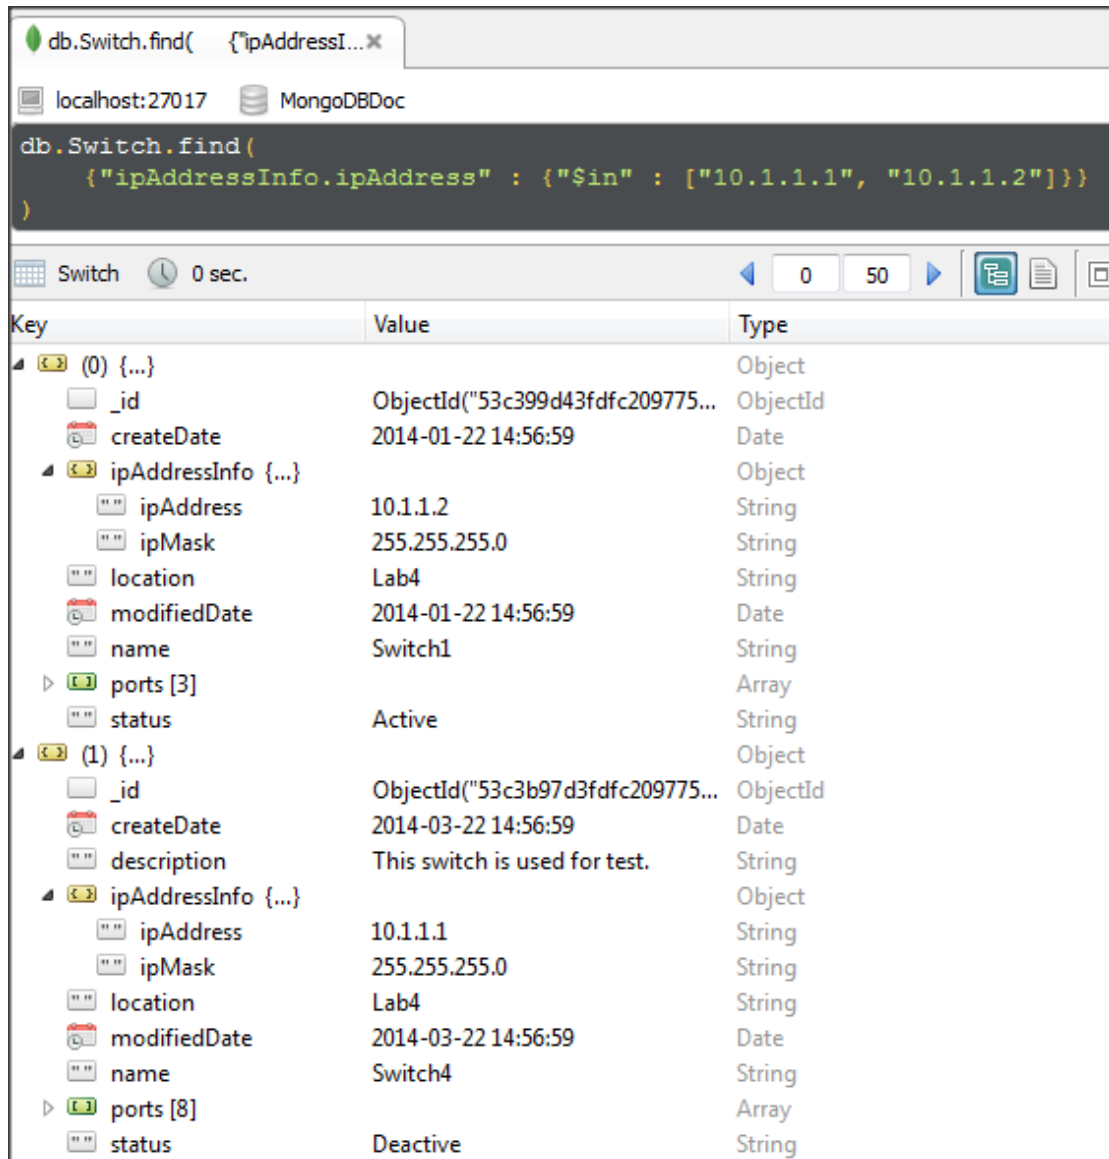 db.Switch.find(     {"ipAddressI...
localhost:27017 MongoDBDoc
db.Switch.find(
    {"ipAddressInfo.ipAddress" : {"$in" : ["10.1.1.1", "10.1.1.2"]}}
)
Switch 0 sec. 0 50
Key Value Type
(0) {...} Object
_id ObjectId("53c399d43fdfc209775... ObjectId
createDate 2014-01-22 14:56:59 Date
ipAddressInfo {...} Object
ipAddress 10.1.1.2 String
ipMask 255.255.255.0 String
location Lab4 String
modifiedDate 2014-01-22 14:56:59 Date
name Switch1 String
ports [3] Array
status Active String
(1) {...} Object
_id ObjectId("53c3b97d3fdfc209775... ObjectId
createDate 2014-03-22 14:56:59 Date
description This switch is used for test. String
ipAddressInfo {...} Object
ipAddress 10.1.1.1 String
ipMask 255.255.255.0 String
location Lab4 String
modifiedDate 2014-03-22 14:56:59 Date
name Switch4 String
ports [8] Array
status Deactive String